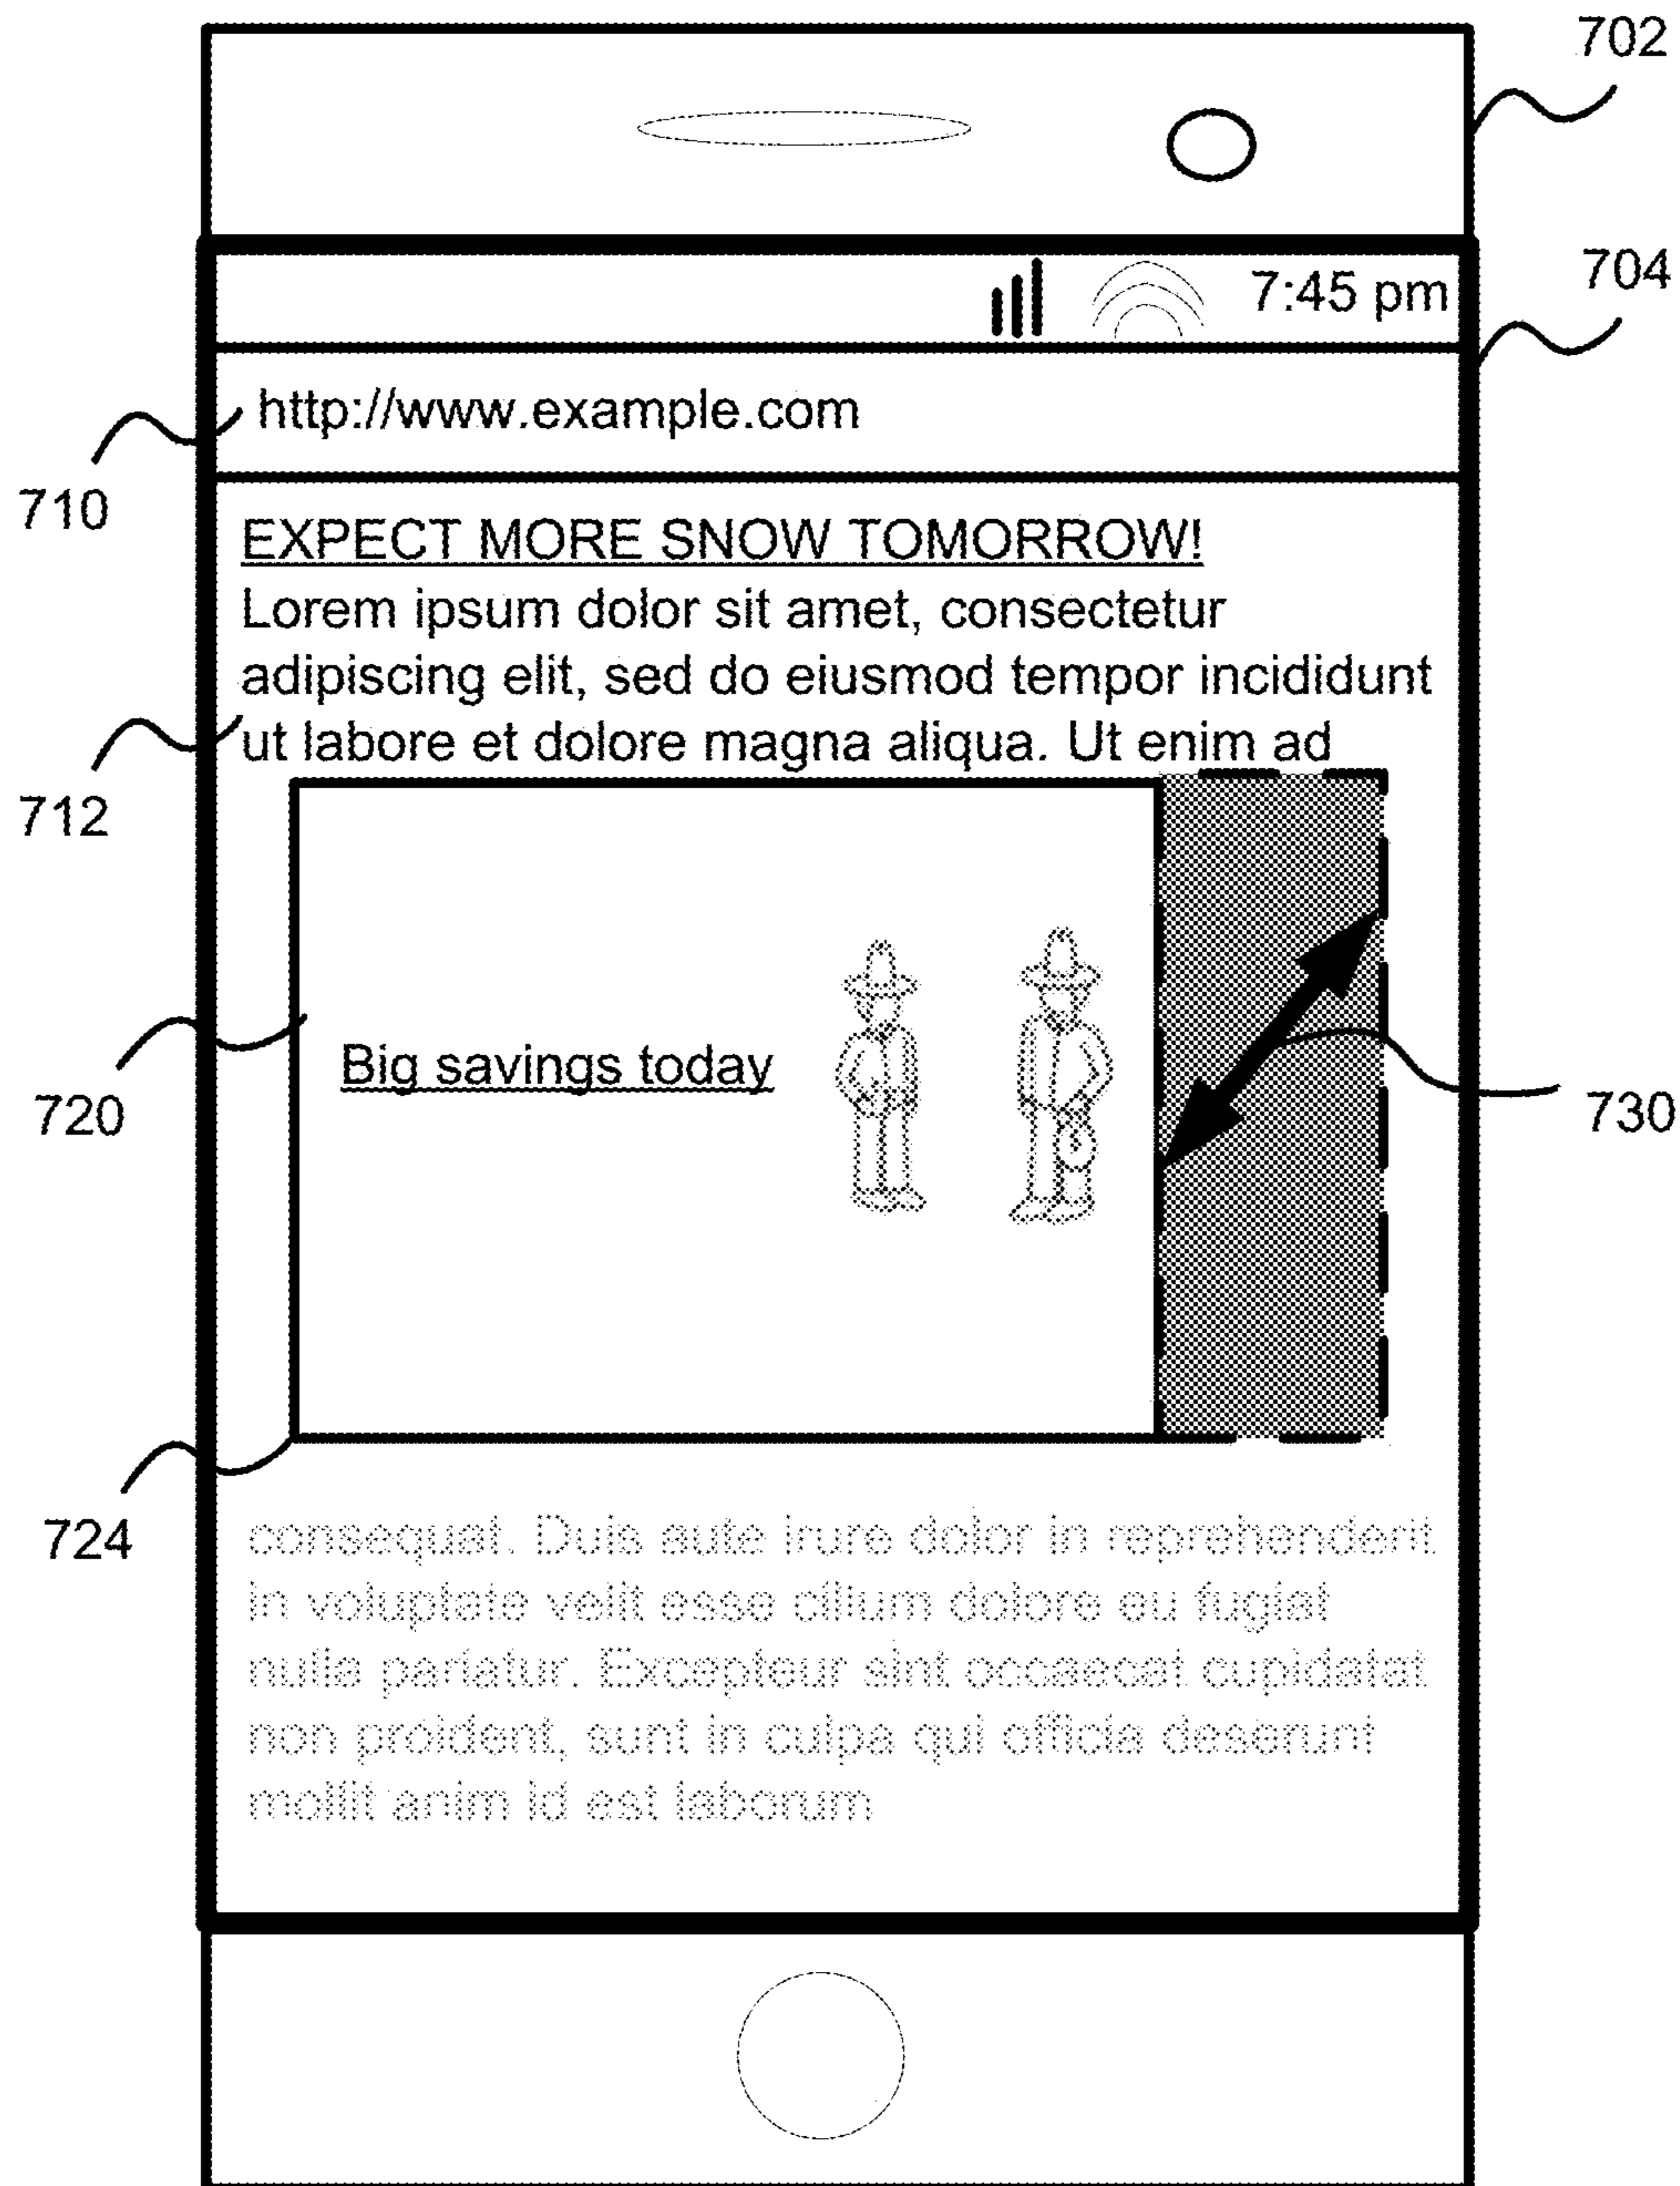 702
704
7:45 pm
http://www.example.com
710
EXPECT MORE SNOW TOMORROW!
Lorem ipsum dolor sit amet, consectetur
adipiscing elit, sed do eiusmod tempor incididunt
ut labore et dolore magna aliqua. Ut enim ad
712
Big savings today
720
730
724
consequat. Duis aute irure dolor in reprehenderit
in voluptate velit esse cillum dolore eu fugiat
nulla pariatur. Excepteur sint occaecat cupidatat
non proident, sunt in culpa qui officia deserunt
mollit anim id est laborum